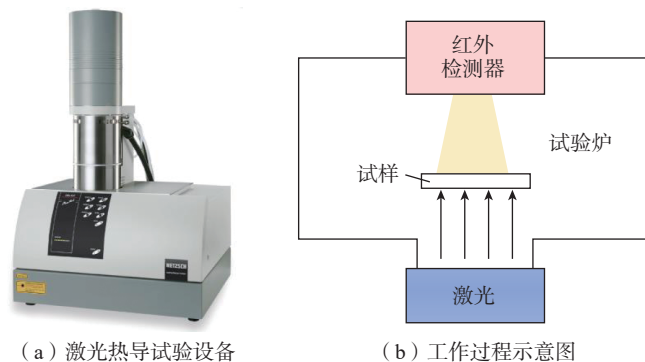 NETZSCH
红外
检测器
试验炉
试样
激光
（a）激光热导试验设备
（b）工作过程示意图